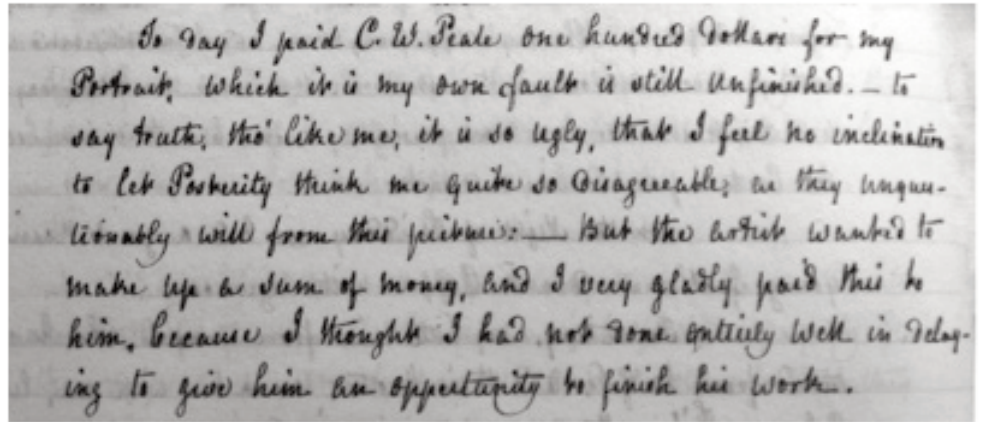 To day I paid C. W. Peale one hundred dollars for my
Portrait, which it is my own fault is still unfinished. — to
say truth, tho' like me, it is so ugly, that I feel no inclination
to let Posterity think me quite so disagreeable, as they unques-
tionably will from this picture: — But the artist wanted to
make up a sum of money, and I very gladly paid this to
him, because I thought I had not done entirely well in delay-
ing to give him an opportunity to finish his work.